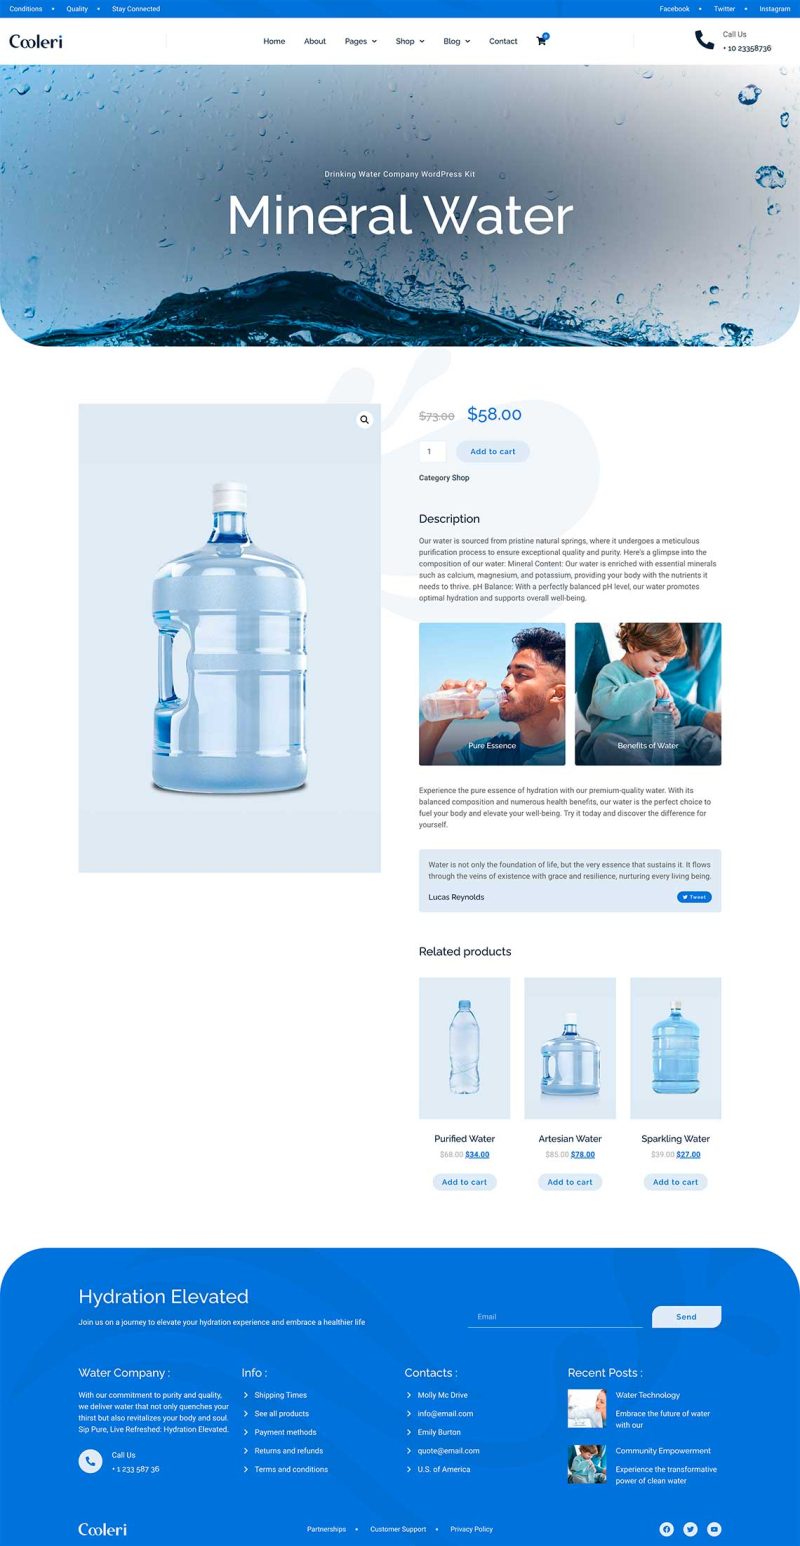 Conditions • Quality • Stay Connected
Facebook • Twitter • Instagram
Cooleri
Home About Pages Shop Blog Contact 0
Call Us
+ 10 23358736
Drinking Water Company WordPress Kit
Mineral Water
$73.00 $58.00
1 Add to cart
Category Shop
Description
Our water is sourced from pristine natural springs, where it undergoes a meticulous
purification process to ensure exceptional quality and purity. Here's a glimpse into the
composition of our water: Mineral Content: Our water is enriched with essential minerals
such as calcium, magnesium, and potassium, providing your body with the nutrients it
needs to thrive. pH Balance: With a perfectly balanced pH level, our water promotes
optimal hydration and supports overall well-being.
Pure Essence
Benefits of Water
Experience the pure essence of hydration with our premium-quality water. With its
balanced composition and numerous health benefits, our water is the perfect choice to
fuel your body and elevate your well-being. Try it today and discover the difference for
yourself.
Water is not only the foundation of life, but the very essence that sustains it. It flows
through the veins of existence with grace and resilience, nurturing every living being.
Lucas Reynolds
Tweet
Related products
Purified Water
$68.00 $34.00
Add to cart
Artesian Water
$85.00 $78.00
Add to cart
Sparkling Water
$39.00 $27.00
Add to cart
Hydration Elevated
Join us on a journey to elevate your hydration experience and embrace a healthier life
Email
Send
Water Company :
With our commitment to purity and quality,
we deliver water that not only quenches your
thirst but also revitalizes your body and soul.
Sip Pure, Live Refreshed: Hydration Elevated.
Call Us
+ 1 233 587 36
Info :
Shipping Times
See all products
Payment methods
Returns and refunds
Terms and conditions
Contacts :
Molly Mc Drive
info@email.com
Emily Burton
quote@email.com
U.S. of America
Recent Posts :
Water Technology
Embrace the future of water
with our
Community Empowerment
Experience the transformative
power of clean water
Cooleri
Partnerships • Customer Support • Privacy Policy